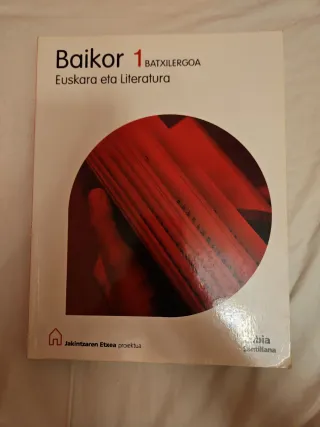 Baikor 1 BATXILERGOA
Euskara eta Literatura
Jakintzaren Etxea proiektua
Santillana